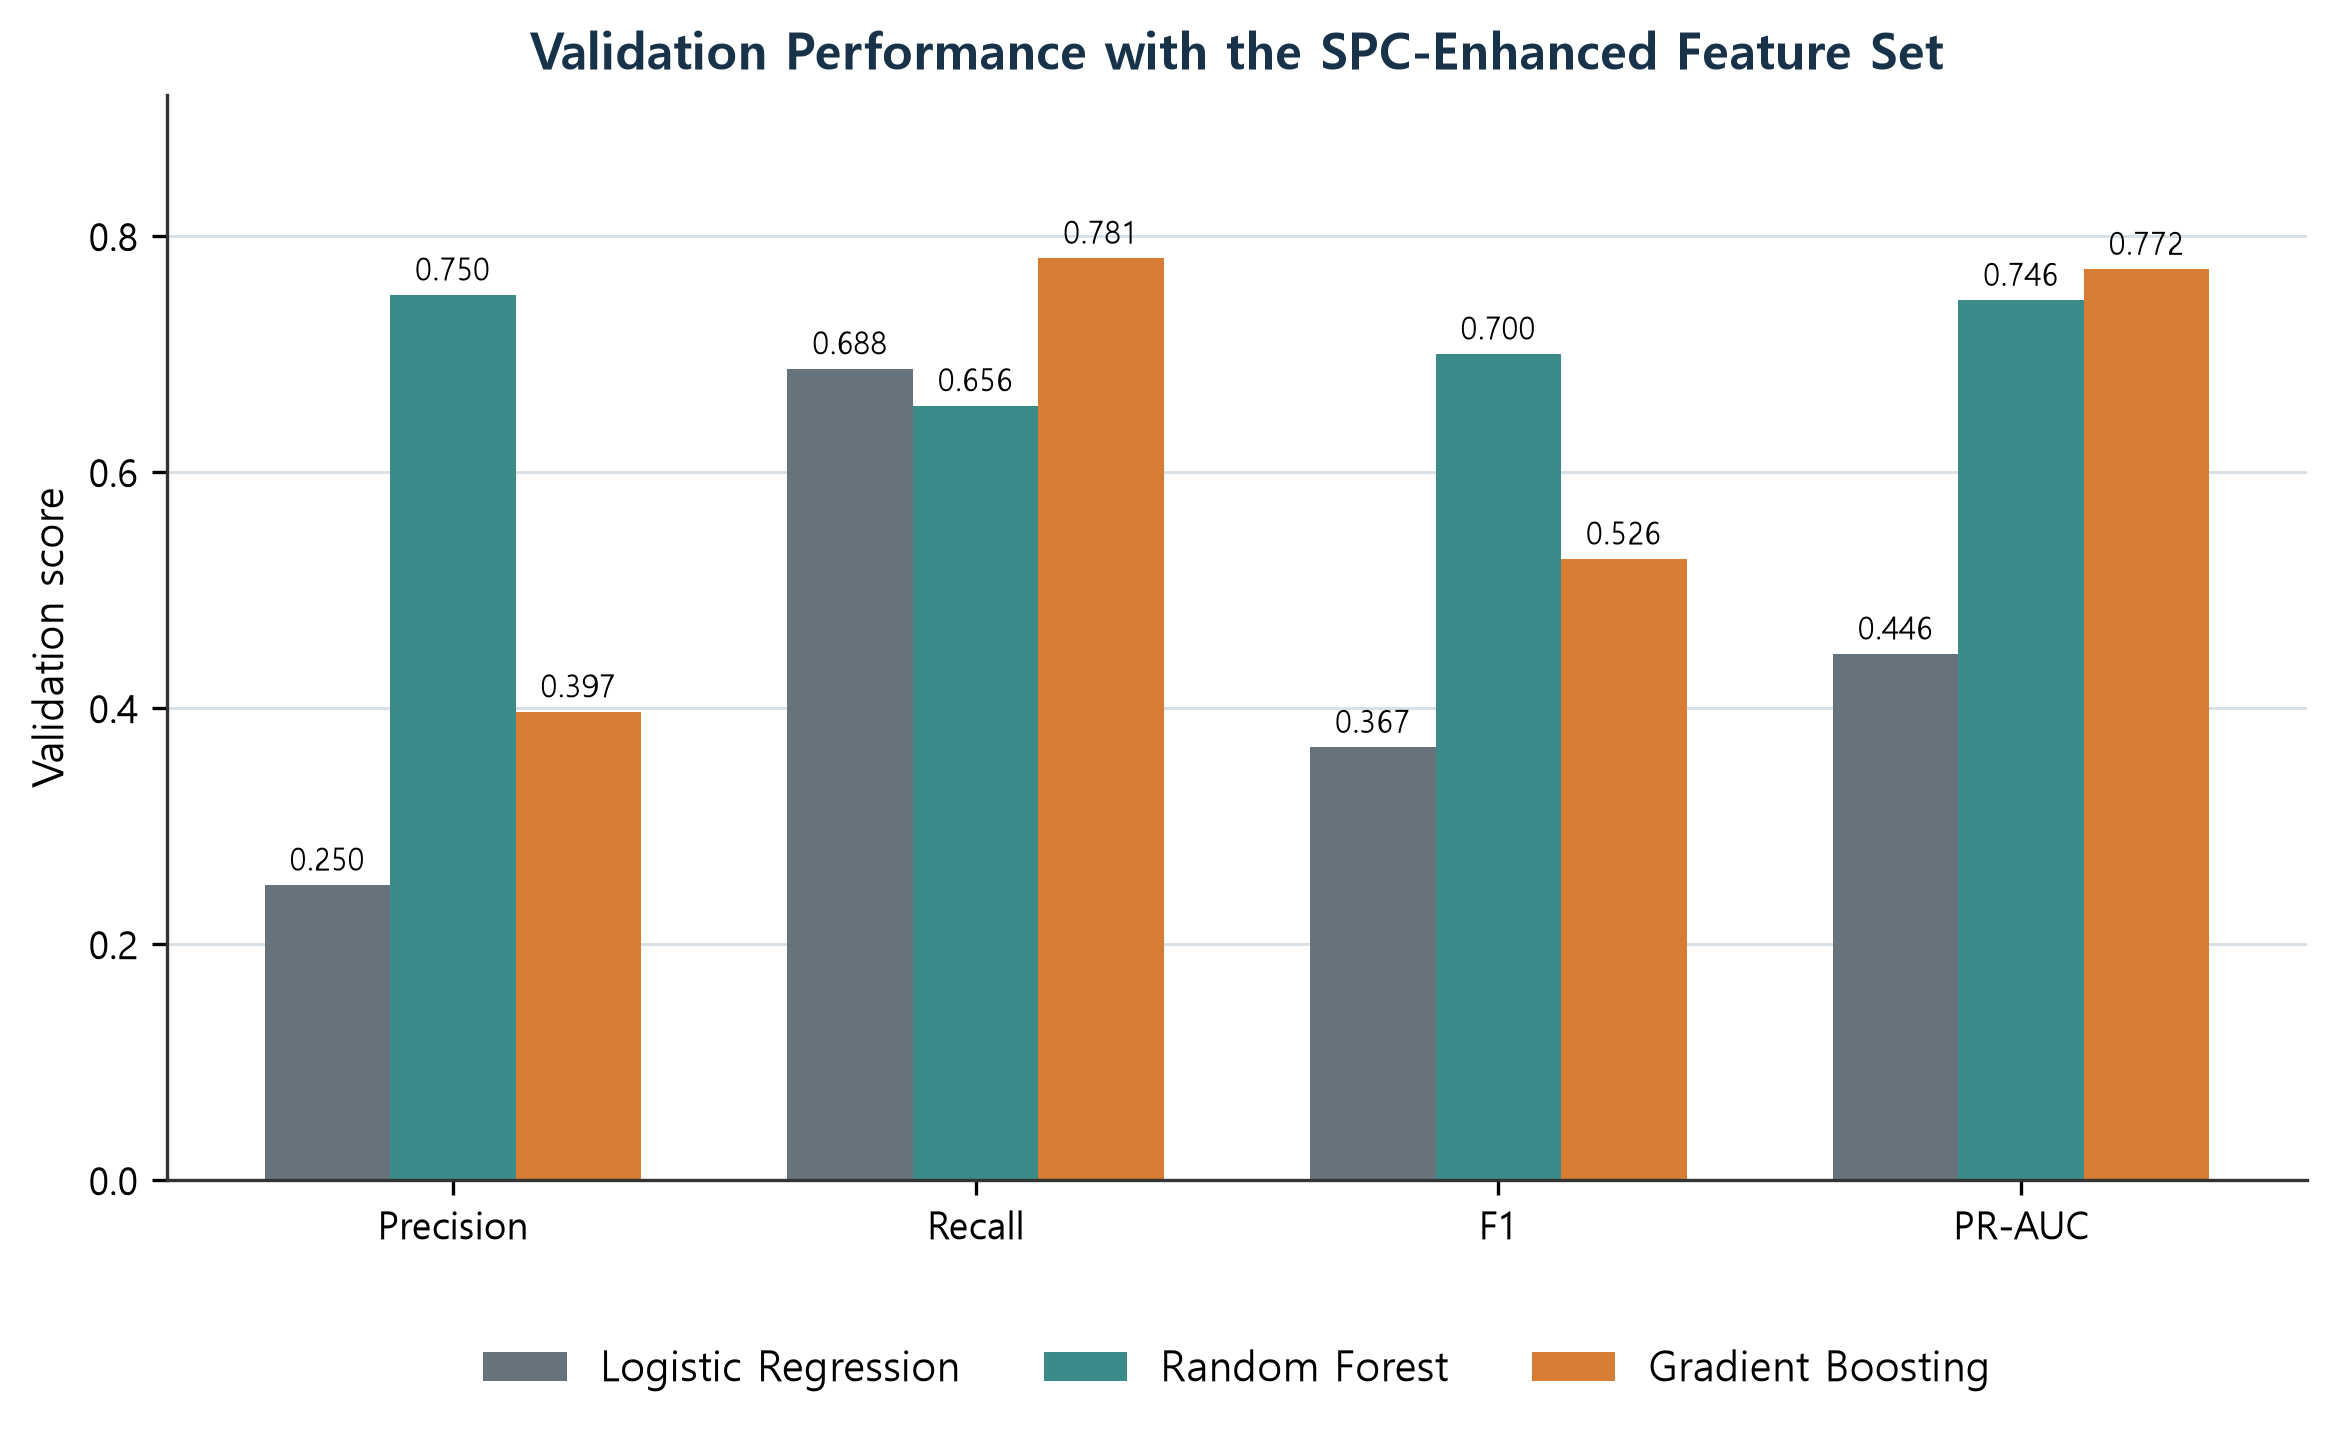 Validation Performance with the SPC-Enhanced Feature Set
Validation score
0.8
0.6
0.4
0.2
0.0
0.250
0.750
0.397
0.688
0.656
0.781
0.367
0.700
0.526
0.446
0.746
0.772
Precision
Recall
F1
PR-AUC
Logistic Regression
Random Forest
Gradient Boosting